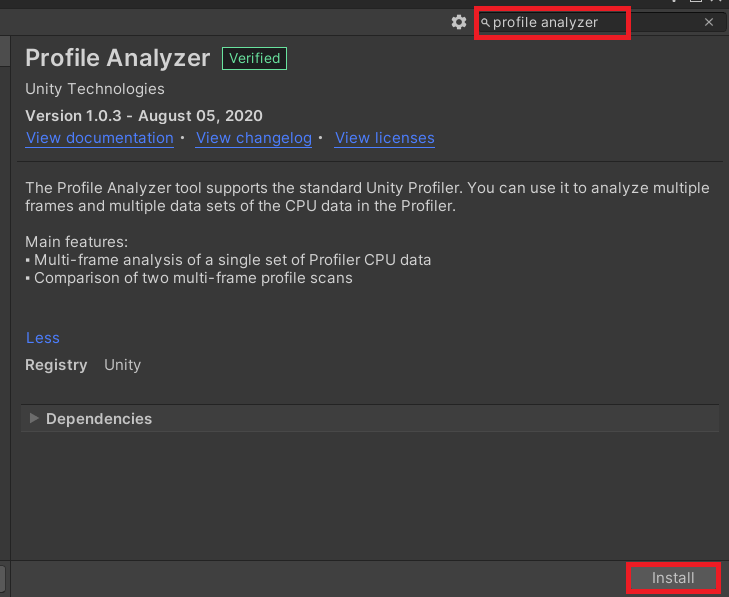 profile analyzer
Profile Analyzer Verified
Unity Technologies
Version 1.0.3 - August 05, 2020
View documentation • View changelog • View licenses
The Profile Analyzer tool supports the standard Unity Profiler. You can use it to analyze multiple
frames and multiple data sets of the CPU data in the Profiler.
Main features:
▪ Multi-frame analysis of a single set of Profiler CPU data
▪ Comparison of two multi-frame profile scans
Less
Registry Unity
Dependencies
Install